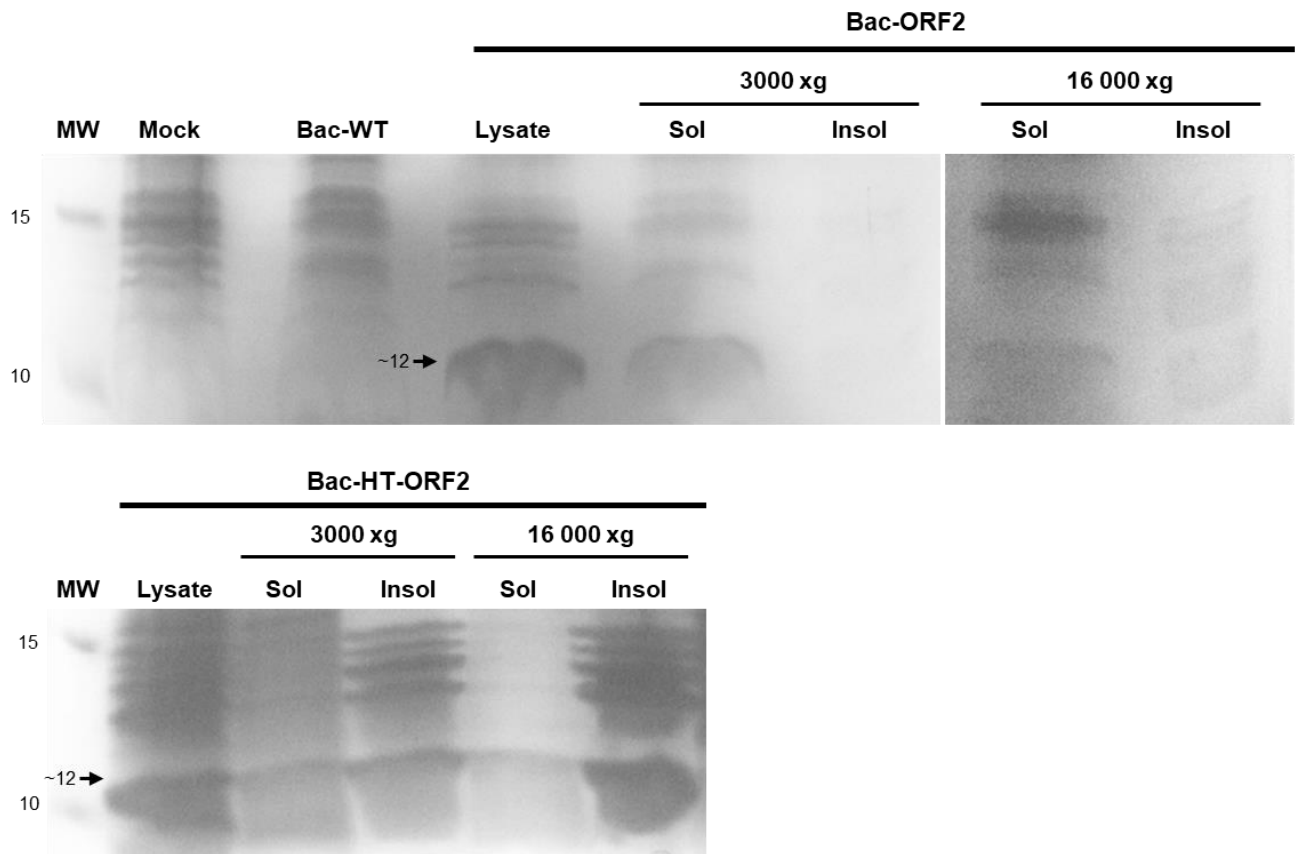 Bac-ORF2
3000 xg 16 000 xg
MW Mock Bac-WT Lysate Sol Insol Sol Insol
15
~12
10
Bac-HT-ORF2
3000 xg 16 000 xg
MW Lysate Sol Insol Sol Insol
15
~12
10